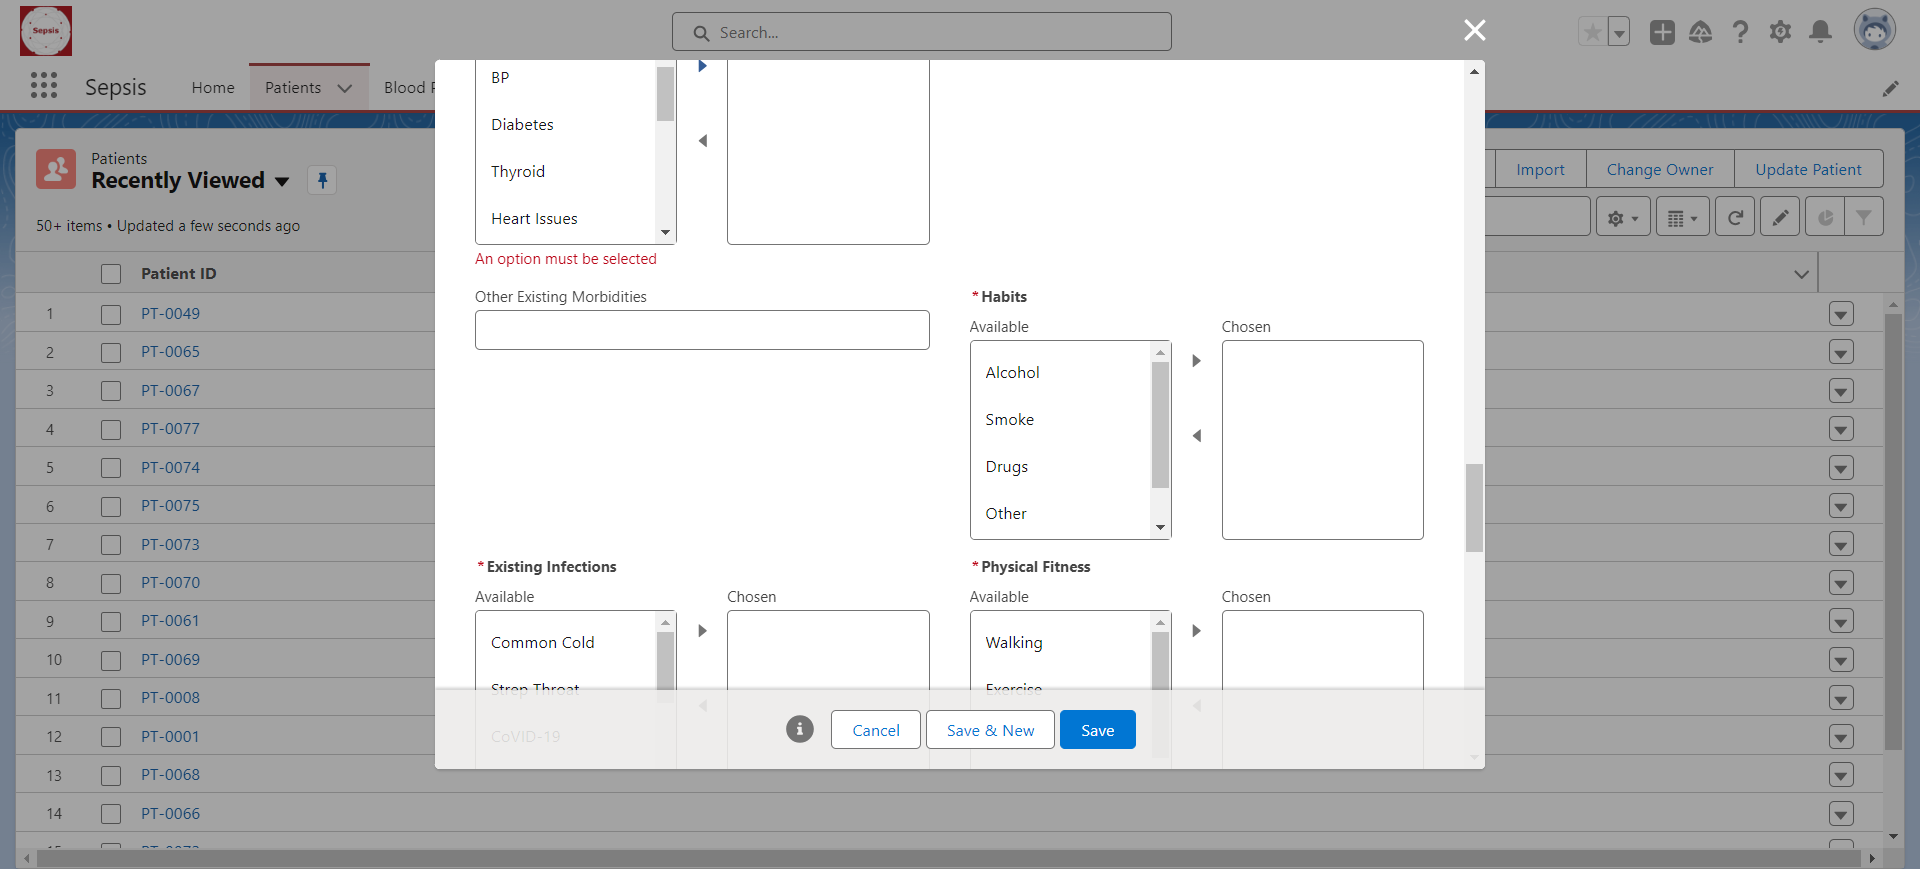 Sepsis
Search...
Sepsis
Home
Patients
Blood
Patients
Recently Viewed
50+ items • Updated a few seconds ago
Import
Change Owner
Update Patient
Patient ID
1 PT-0049
2 PT-0065
3 PT-0067
4 PT-0077
5 PT-0074
6 PT-0075
7 PT-0073
8 PT-0070
9 PT-0061
10 PT-0069
11 PT-0008
12 PT-0001
13 PT-0068
14 PT-0066
BP
Diabetes
Thyroid
Heart Issues
An option must be selected
Other Existing Morbidities
*Habits
Available
Chosen
Alcohol
Smoke
Drugs
Other
*Existing Infections
Available
Chosen
Common Cold
Strep Throat
CoVID-19
*Physical Fitness
Available
Chosen
Walking
Exercise
Cancel
Save & New
Save